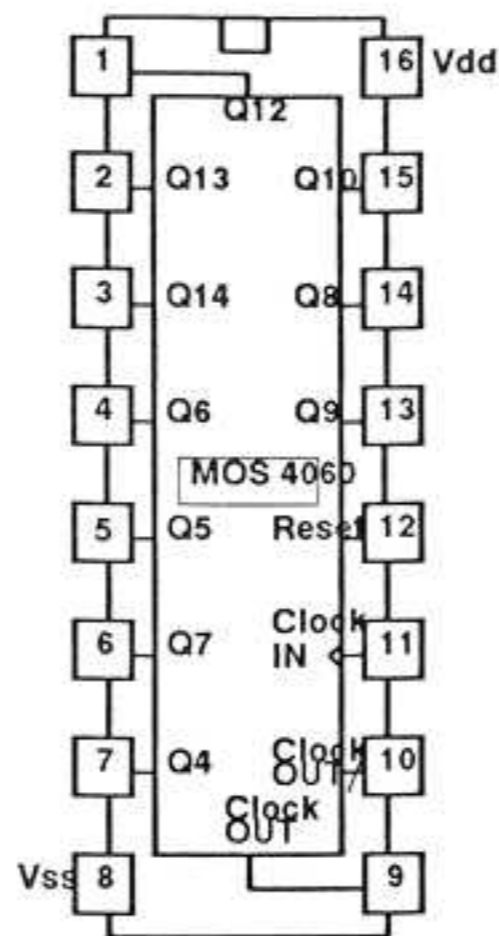 1 16 Vdd
Q12
2 Q13 Q10 15
3 Q14 Q8 14
4 Q6 Q9 13
MOS 4060
5 Q5 Reset 12
Clock
6 Q7 IN 11
Clock
7 Q4 OUT/ 10
Clock
OUT
Vss 8 9